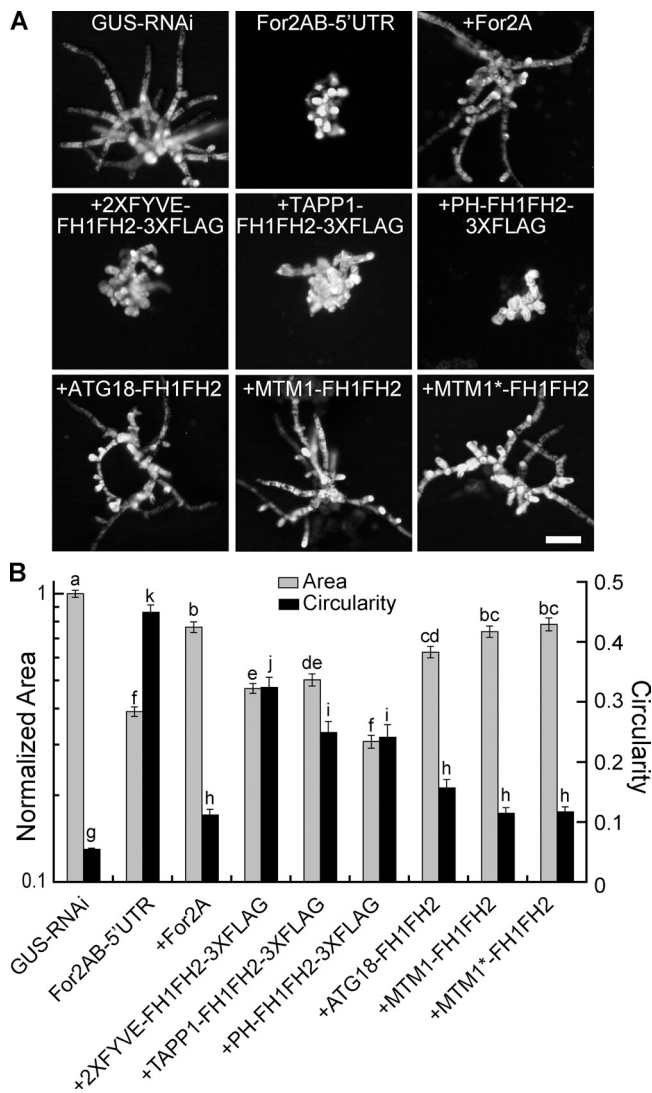 A
GUS-RNAi
For2AB-5'UTR
+For2A
+2XFYVE-
FH1FH2-3XFLAG
+TAPP1-
FH1FH2-3XFLAG
+PH-FH1FH2-
3XFLAG
+ATG18-FH1FH2
+MTM1-FH1FH2
+MTM1*-FH1FH2
B
Normalized Area
1
0.1
Area
Circularity
a
f
g
k
b
h
e
j
de
i
f
i
cd
h
bc
h
bc
h
0.5
0.4
0.3
0.2
0.1
0
Circularity
GUS-RNAi
For2AB-5'UTR
+For2A
+2XFYVE-FH1FH2-3XFLAG
+TAPP1-FH1FH2-3XFLAG
+PH-FH1FH2-3XFLAG
+ATG18-FH1FH2
+MTM1-FH1FH2
+MTM1*-FH1FH2